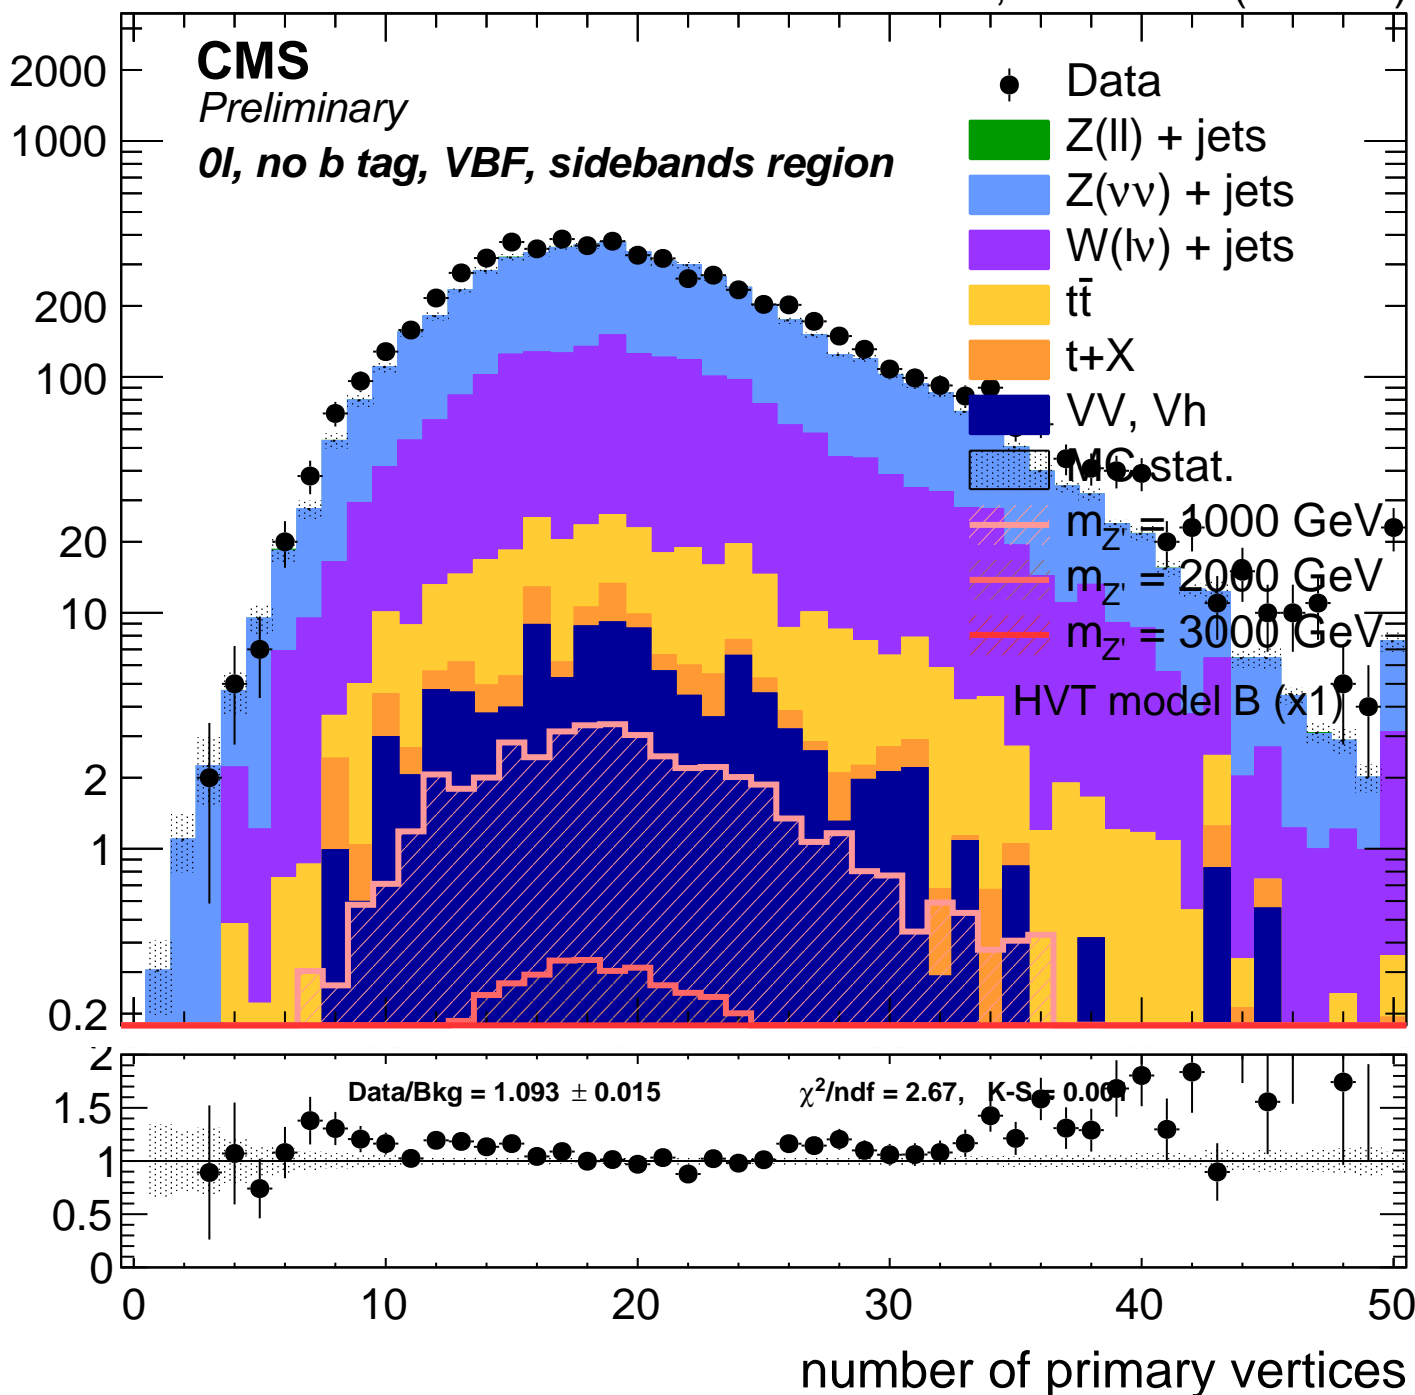 CMS
Preliminary
0l, no b tag, VBF, sidebands region
Data
Z(ll) + jets
Z(νν) + jets
W(lν) + jets
tt̄
t+X
VV, Vh
MC stat.
m_Z' = 1000 GeV
m_Z' = 2000 GeV
m_Z' = 3000 GeV
HVT model B (x1)
2000
1000
200
100
20
10
2
1
0.2
Data/Bkg = 1.093 ± 0.015
χ²/ndf = 2.67, K-S = 0.001
2
1.5
1
0.5
0
0 10 20 30 40 50
number of primary vertices